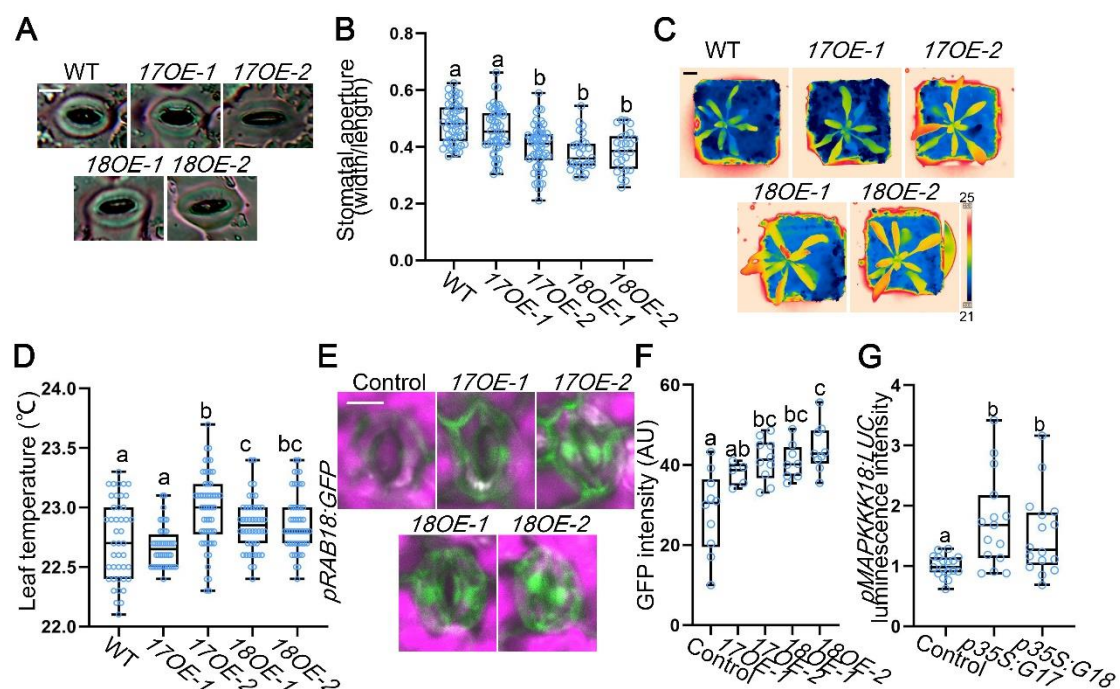 A
WT
17OE-1
17OE-2
18OE-1
18OE-2
B
Stomatal aperture
(width/length)
0.8
0.6
0.4
0.2
0.0
a
a
b
b
b
WT
17OE-1
17OE-2
18OE-1
18OE-2
C
WT
17OE-1
17OE-2
18OE-1
18OE-2
25
21
D
Leaf temperature (℃)
24.0
23.5
23.0
22.5
22.0
a
a
b
c
bc
WT
17OE-1
17OE-2
18OE-1
18OE-2
E
pRAB18:GFP
Control
17OE-1
17OE-2
18OE-1
18OE-2
F
GFP intensity (AU)
60
40
20
0
a
ab
bc
bc
c
Control
17OE-1
17OE-2
18OE-1
18OE-2
G
pMAPKKK18:LUC
luminescence intensity
4
3
2
1
0
a
b
b
Control
p35S:G17
p35S:G18